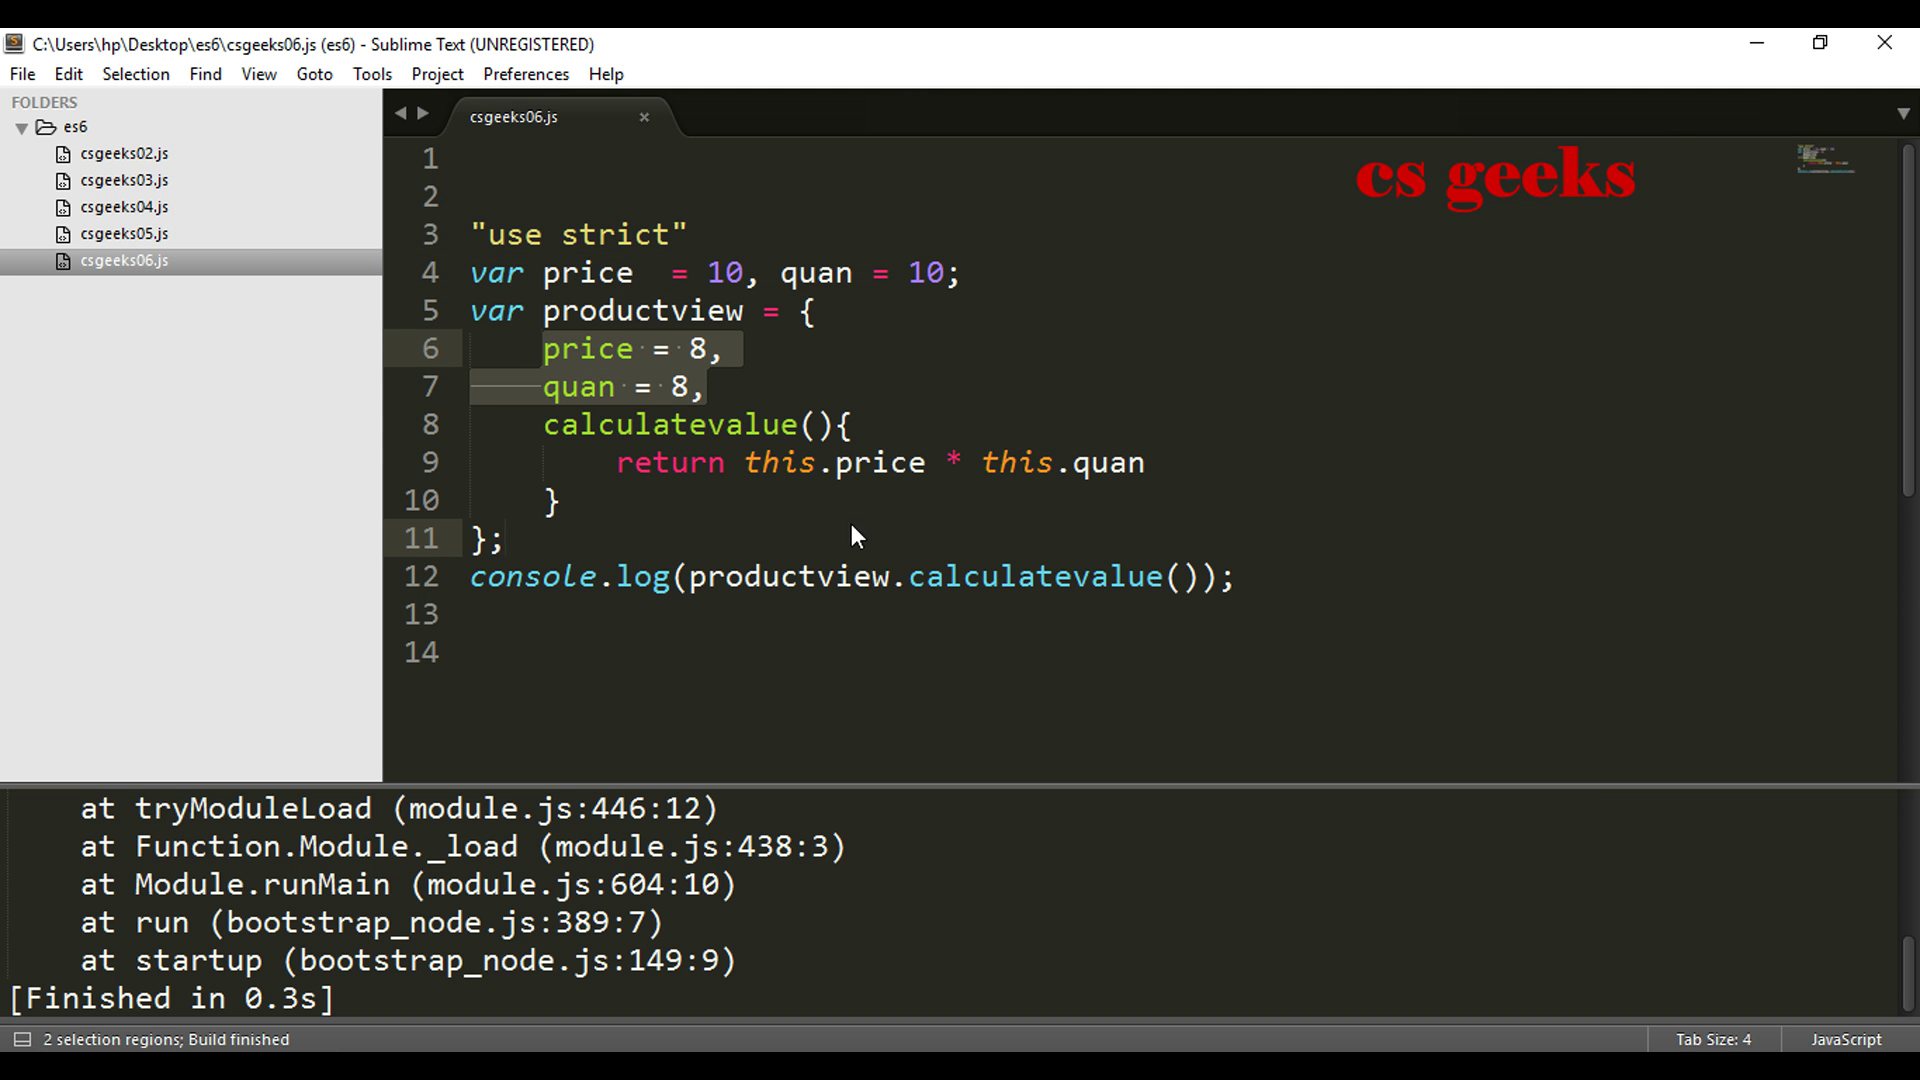 C:\Users\hp\Desktop\es6\csgeeks06.js (es6) - Sublime Text (UNREGISTERED)
File Edit Selection Find View Goto Tools Project Preferences Help
FOLDERS
es6
csgeeks02.js
csgeeks03.js
csgeeks04.js
csgeeks05.js
csgeeks06.js
csgeeks06.js
cs geeks
1
2
3 "use strict"
4 var price  = 10, quan = 10;
5 var productview = {
6     price = 8,
7     quan = 8,
8     calculatevalue(){
9         return this.price * this.quan
10     }
11 };
12 console.log(productview.calculatevalue());
13
14
at tryModuleLoad (module.js:446:12)
at Function.Module._load (module.js:438:3)
at Module.runMain (module.js:604:10)
at run (bootstrap_node.js:389:7)
at startup (bootstrap_node.js:149:9)
[Finished in 0.3s]
2 selection regions; Build finished
Tab Size: 4
JavaScript